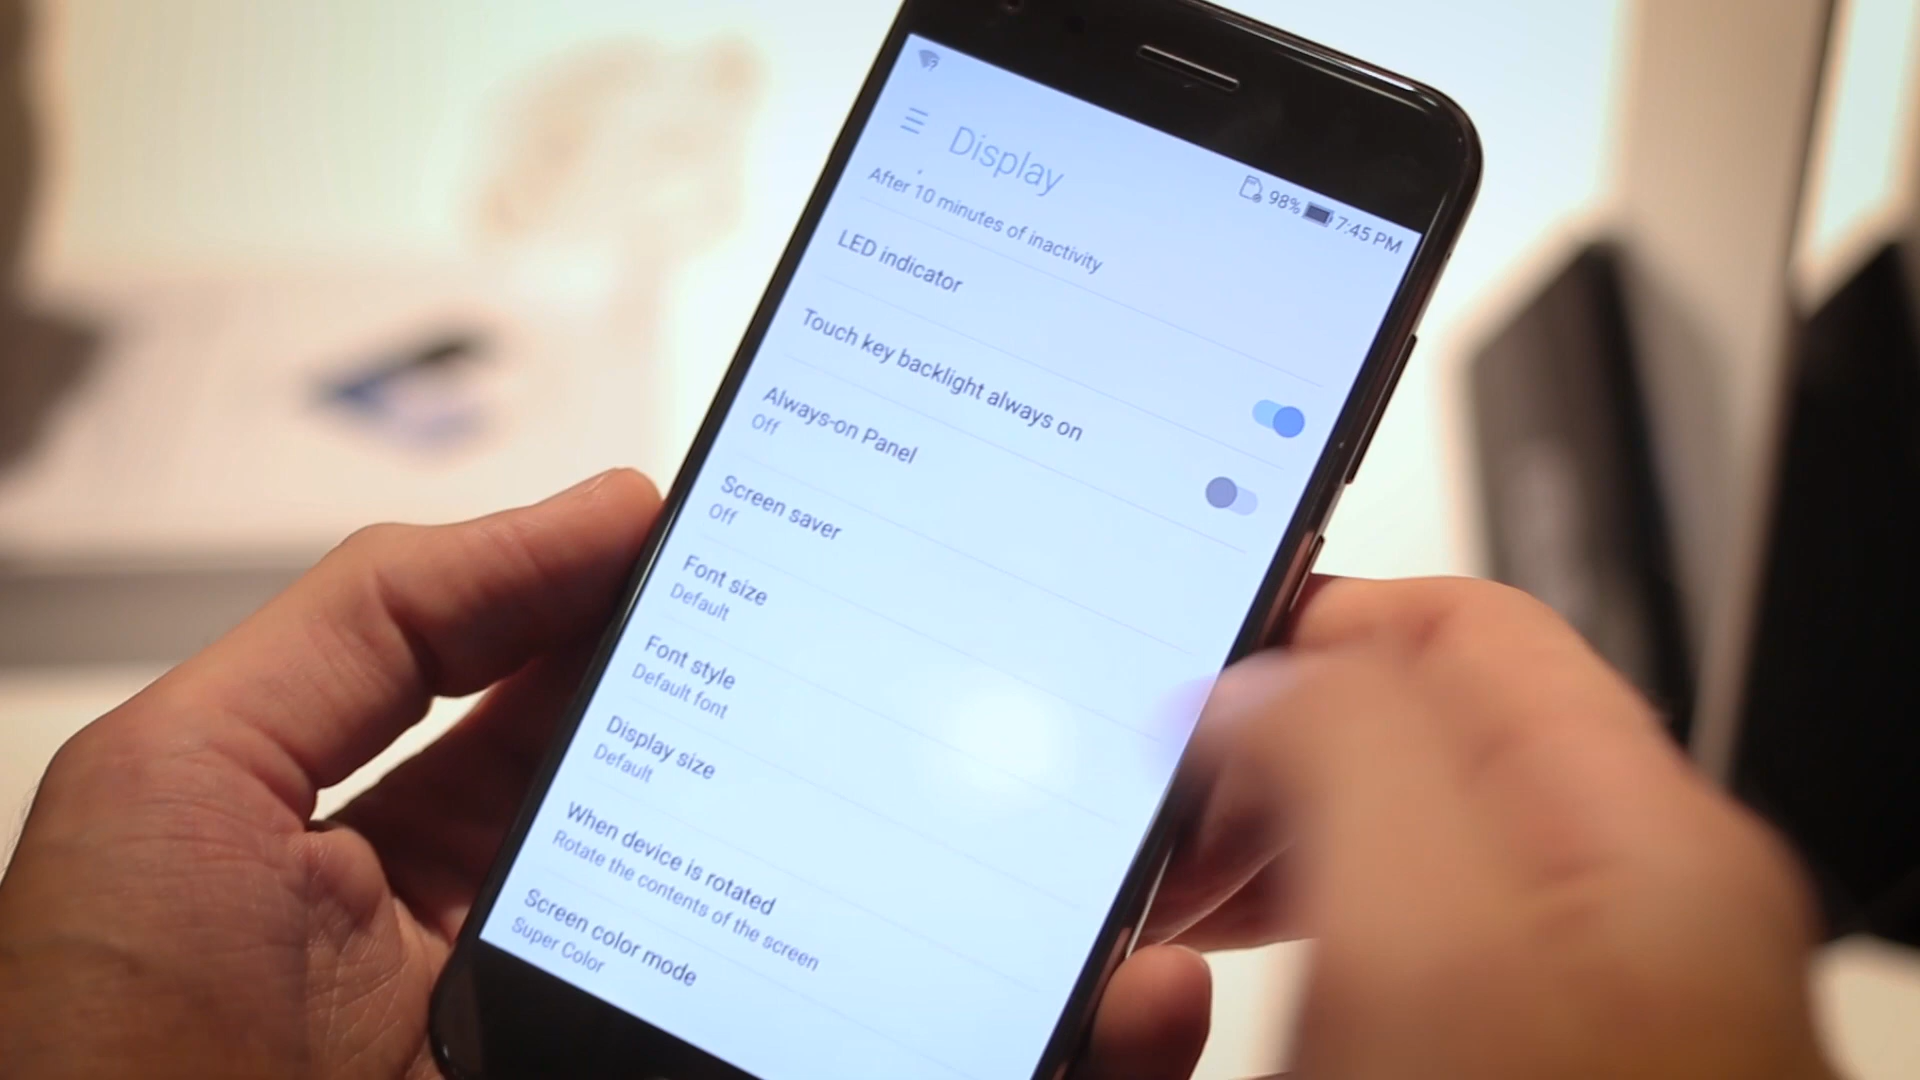 98% 7:45 PM
Display
After 10 minutes of inactivity
LED indicator
Touch key backlight always on
Always-on Panel
Off
Screen saver
Off
Font size
Default
Font style
Default font
Display size
Default
When device is rotated
Rotate the contents of the screen
Screen color mode
Super Color